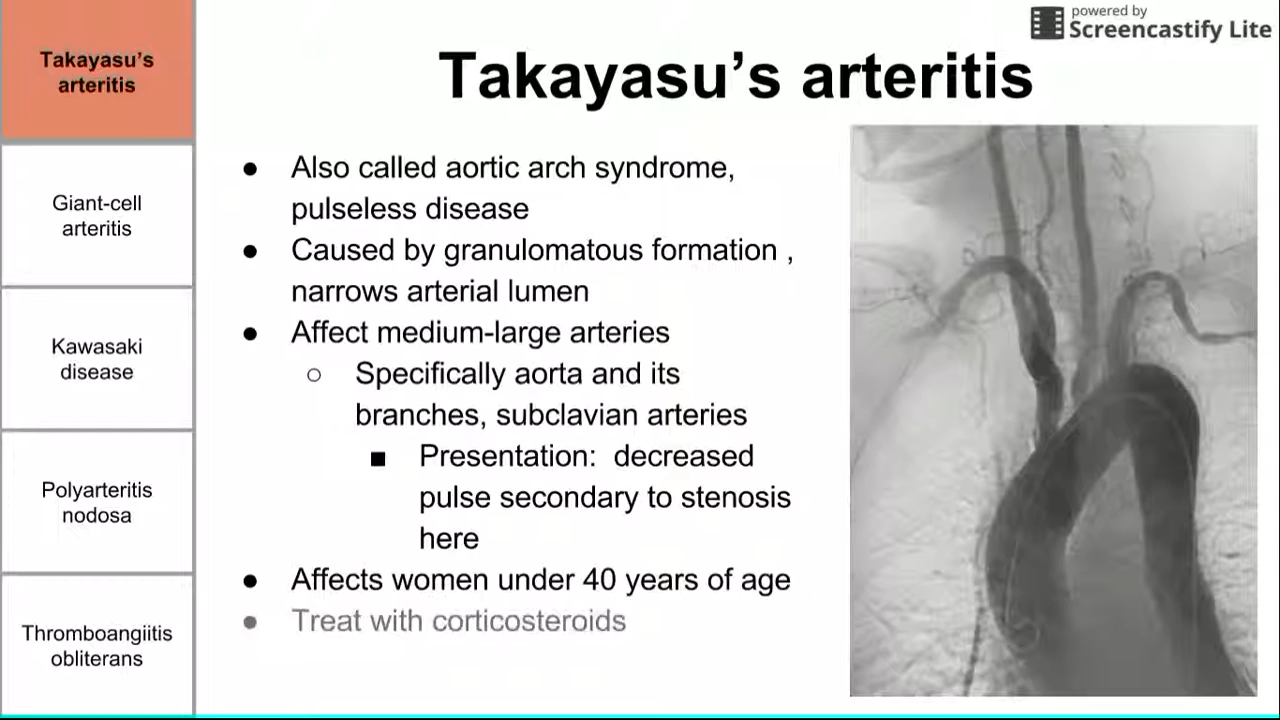 powered by
Screencastify Lite
Takayasu's
arteritis
Giant-cell
arteritis
Kawasaki
disease
Polyarteritis
nodosa
Thromboangiitis
obliterans
Takayasu’s arteritis
● Also called aortic arch syndrome,
pulseless disease
● Caused by granulomatous formation ,
narrows arterial lumen
● Affect medium-large arteries
○ Specifically aorta and its
branches, subclavian arteries
■ Presentation: decreased
pulse secondary to stenosis
here
● Affects women under 40 years of age
● Treat with corticosteroids